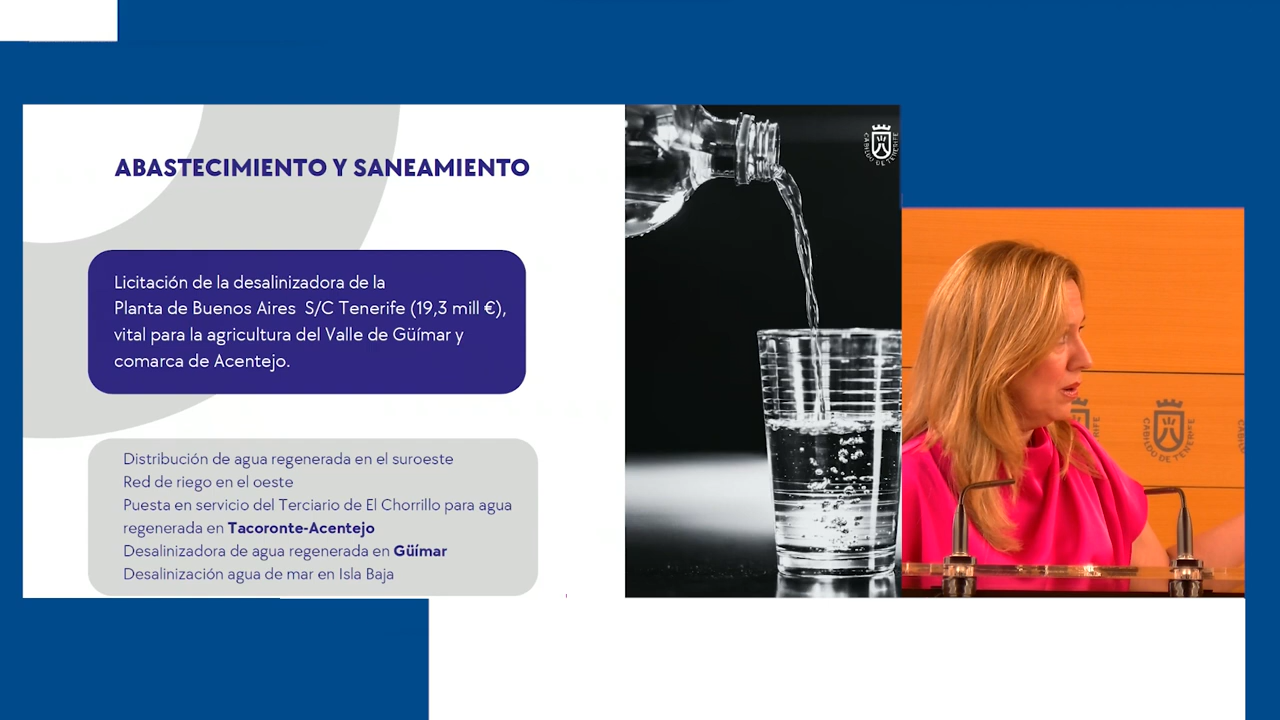 ABASTECIMIENTO Y SANEAMIENTO
Licitación de la desalinizadora de la
Planta de Buenos Aires S/C Tenerife (19,3 mill €),
vital para la agricultura del Valle de Güímar y
comarca de Acentejo.
Distribución de agua regenerada en el suroeste
Red de riego en el oeste
Puesta en servicio del Terciario de El Chorrillo para agua
regenerada en Tacoronte-Acentejo
Desalinizadora de agua regenerada en Güímar
Desalinización agua de mar en Isla Baja
CABILDO DE TENERIFE
CABILDO DE TENERIFE